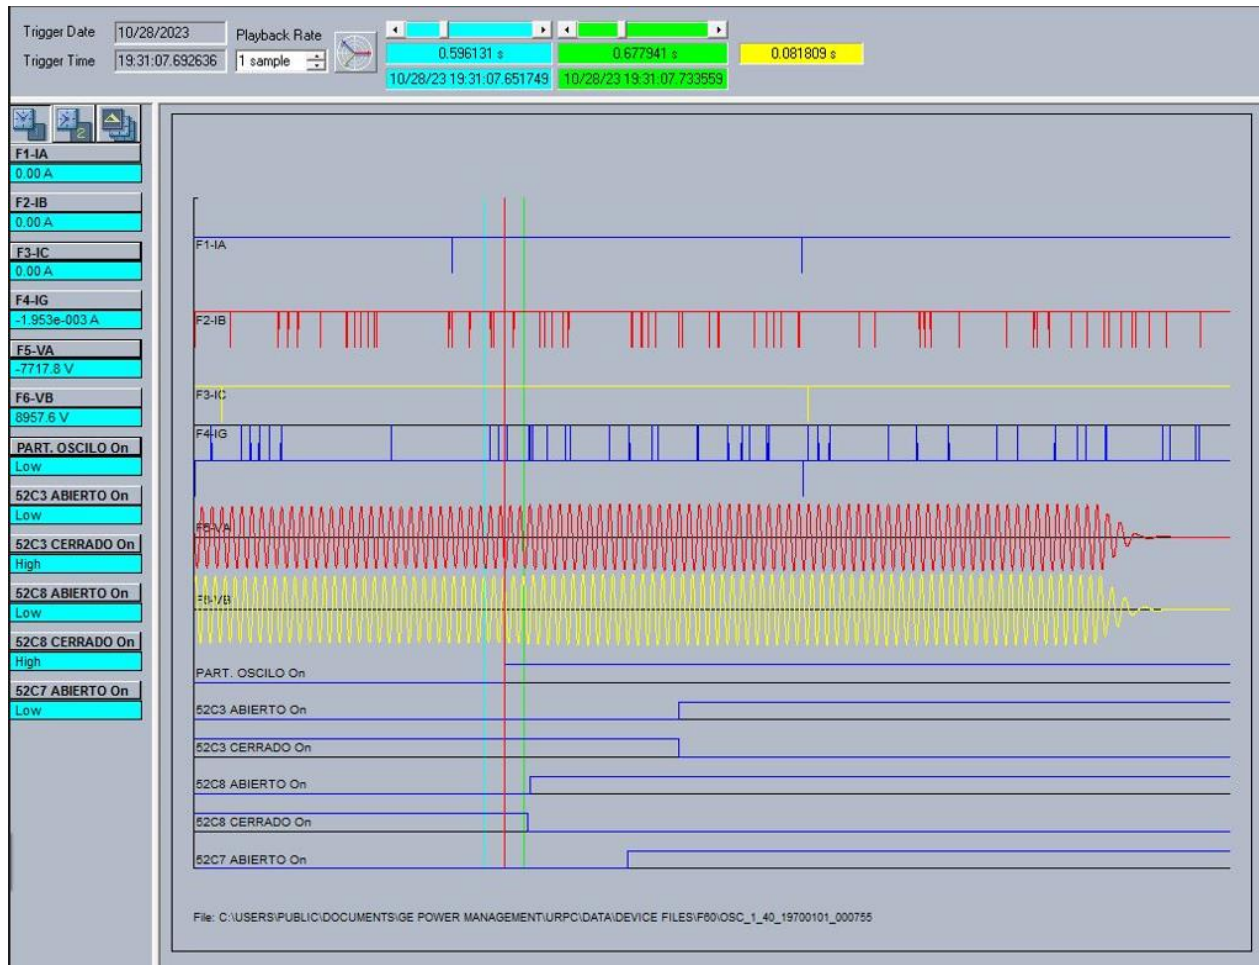 Trigger Date 10/28/2023
Trigger Time 19:31:07.692636
Playback Rate
1 sample
0.596131 s
10/28/23 19:31:07.651749
0.677941 s
10/28/23 19:31:07.733559
0.081809 s
2
F1-IA
0.00 A
F2-IB
0.00 A
F3-IC
0.00 A
F4-IG
-1.953e-003 A
F5-VA
-7717.8 V
F6-VB
8957.6 V
PART. OSCILO On
Low
52C3 ABIERTO On
Low
52C3 CERRADO On
High
52C8 ABIERTO On
Low
52C8 CERRADO On
High
52C7 ABIERTO On
Low
F1-IA
F2-IB
F3-IC
F4-IG
F5-VA
F6-VB
PART. OSCILO On
52C3 ABIERTO On
52C3 CERRADO On
52C8 ABIERTO On
52C8 CERRADO On
52C7 ABIERTO On
File: C:\USERS\PUBLIC\DOCUMENTS\GE POWER MANAGEMENT\URPC\DATA\DEVICE FILES\F60\OSC_1_40_19700101_000755